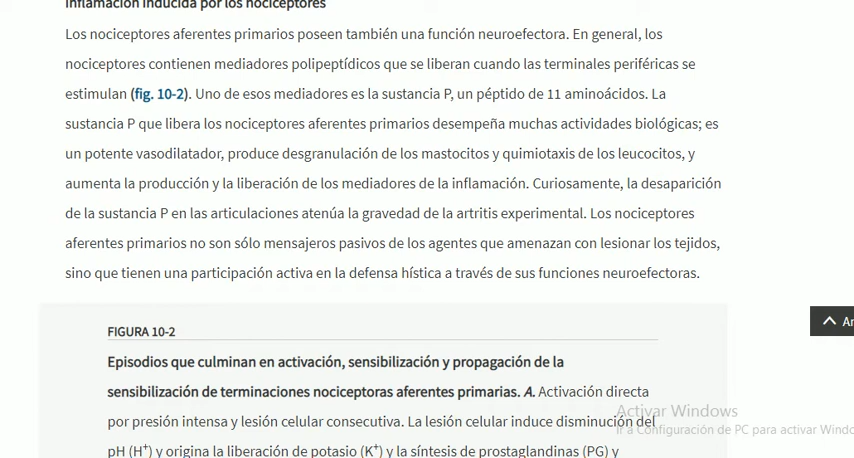 Inflamación inducida por los nociceptores
Los nociceptores aferentes primarios poseen también una función neuroefectora. En general, los
nociceptores contienen mediadores polipeptídicos que se liberan cuando las terminales periféricas se
estimulan (fig. 10-2). Uno de esos mediadores es la sustancia P, un péptido de 11 aminoácidos. La
sustancia P que libera los nociceptores aferentes primarios desempeña muchas actividades biológicas; es
un potente vasodilatador, produce desgranulación de los mastocitos y quimiotaxis de los leucocitos, y
aumenta la producción y la liberación de los mediadores de la inflamación. Curiosamente, la desaparición
de la sustancia P en las articulaciones atenúa la gravedad de la artritis experimental. Los nociceptores
aferentes primarios no son sólo mensajeros pasivos de los agentes que amenazan con lesionar los tejidos,
sino que tienen una participación activa en la defensa hística a través de sus funciones neuroefectoras.
Ar
FIGURA 10-2
Episodios que culminan en activación, sensibilización y propagación de la
sensibilización de terminaciones nociceptoras aferentes primarias. A. Activación directa
por presión intensa y lesión celular consecutiva. La lesión celular induce disminución del
pH (H⁺) y origina la liberación de potasio (K⁺) y la síntesis de prostaglandinas (PG) y
Activar Windows
Ir a Configuración de PC para activar Windo